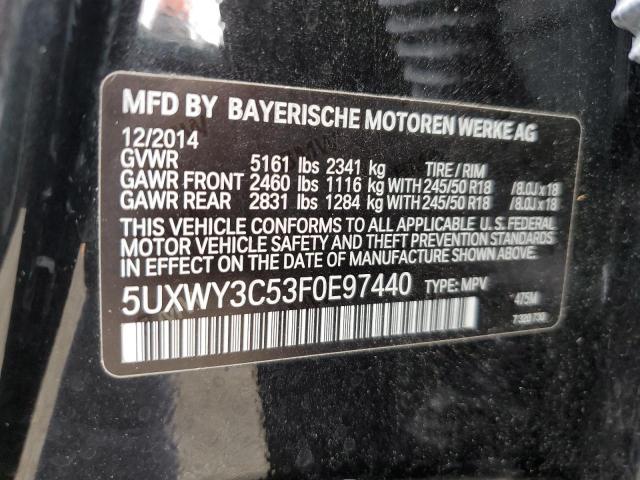 MFD BY BAYERISCHE MOTOREN WERKE AG
12/2014
GVWR 5161 lbs 2341 kg TIRE / RIM
GAWR FRONT 2460 lbs 1116 kg WITH 245/50 R18 /8.0J x 18
GAWR REAR 2831 lbs 1284 kg WITH 245/50 R18 /8.0J x 18
THIS VEHICLE CONFORMS TO ALL APPLICABLE U. S. FEDERAL
MOTOR VEHICLE SAFETY AND THEFT PREVENTION STANDARDS
IN EFFECT ON THE DATE OF MANUFACTURE SHOWN ABOVE.
5UXWY3C53F0E97440 TYPE: MPV 475M
7 320 730